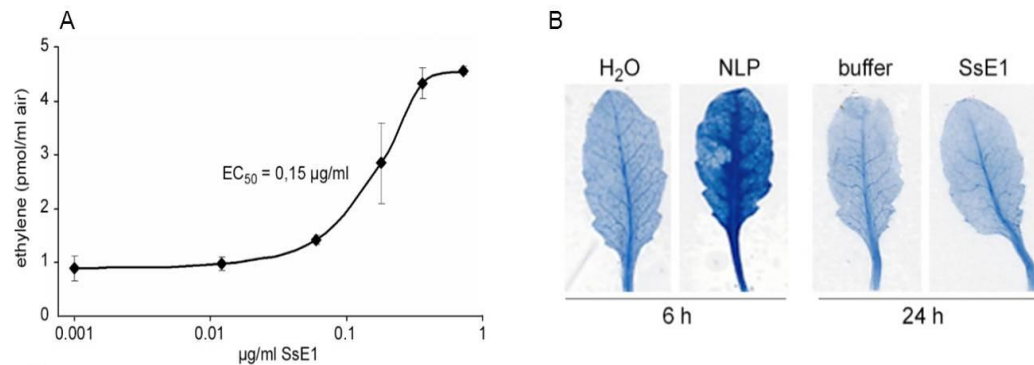 A
ethylene (pmol/ml air)
5
4
3
2
1
0
EC₅₀ = 0,15 µg/ml
0.001 0.01 0.1 1
µg/ml SsE1
B
H₂O NLP buffer SsE1
6 h 24 h